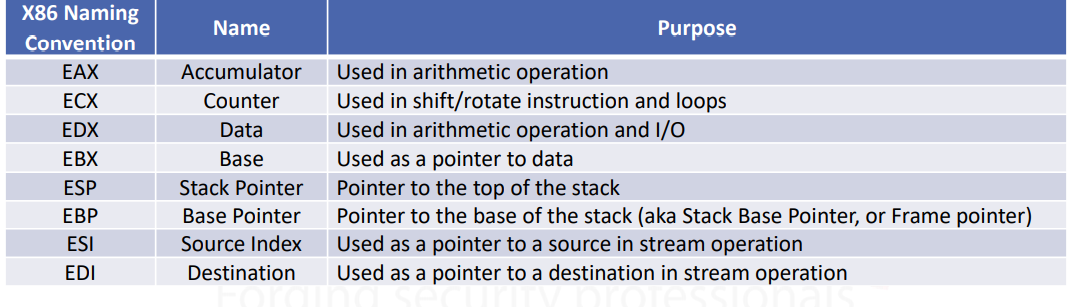 X86 Naming Convention Name Purpose
EAX Accumulator Used in arithmetic operation
ECX Counter Used in shift/rotate instruction and loops
EDX Data Used in arithmetic operation and I/O
EBX Base Used as a pointer to data
ESP Stack Pointer Pointer to the top of the stack
EBP Base Pointer Pointer to the base of the stack (aka Stack Base Pointer, or Frame pointer)
ESI Source Index Used as a pointer to a source in stream operation
EDI Destination Used as a pointer to a destination in stream operation
Forging security professionals